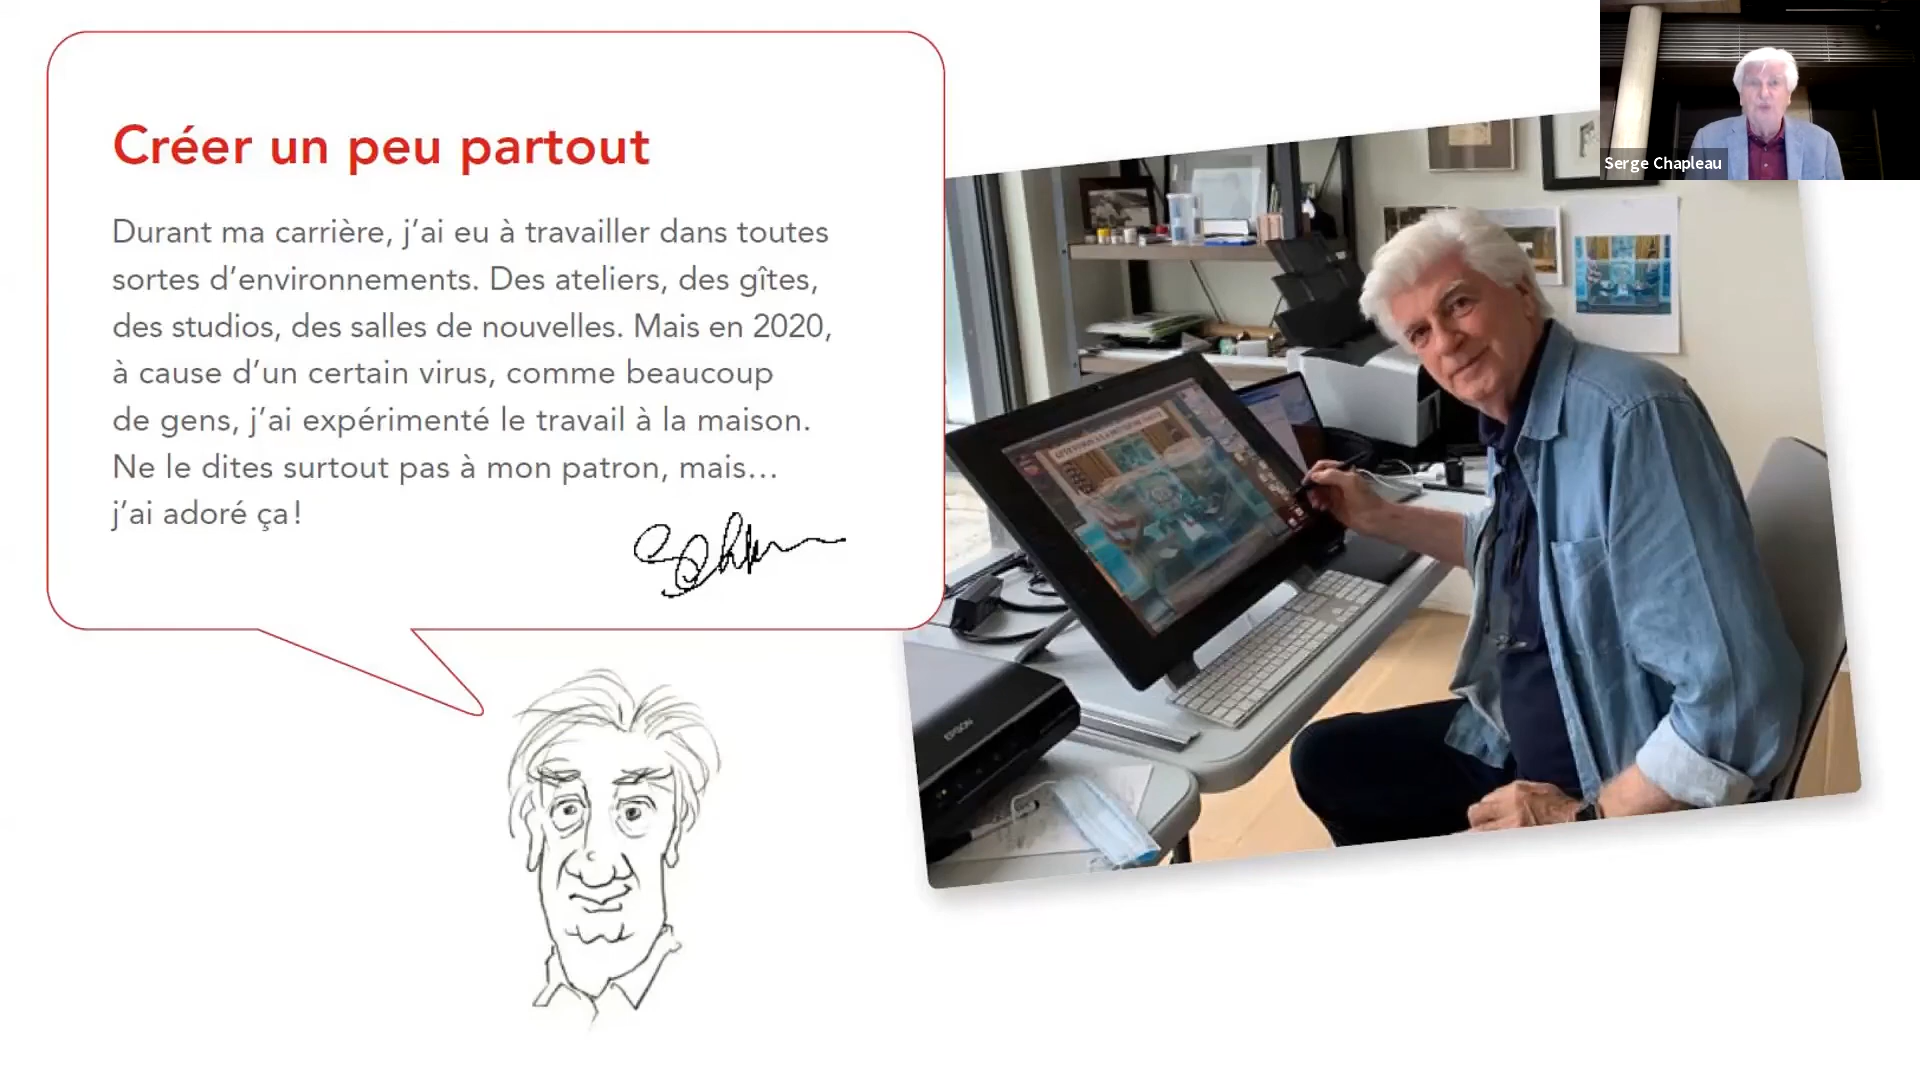 Créer un peu partout
Durant ma carrière, j’ai eu à travailler dans toutes
sortes d’environnements. Des ateliers, des gîtes,
des studios, des salles de nouvelles. Mais en 2020,
à cause d’un certain virus, comme beaucoup
de gens, j’ai expérimenté le travail à la maison.
Ne le dites surtout pas à mon patron, mais…
j’ai adoré ça!
Serge Chapleau
EPSON